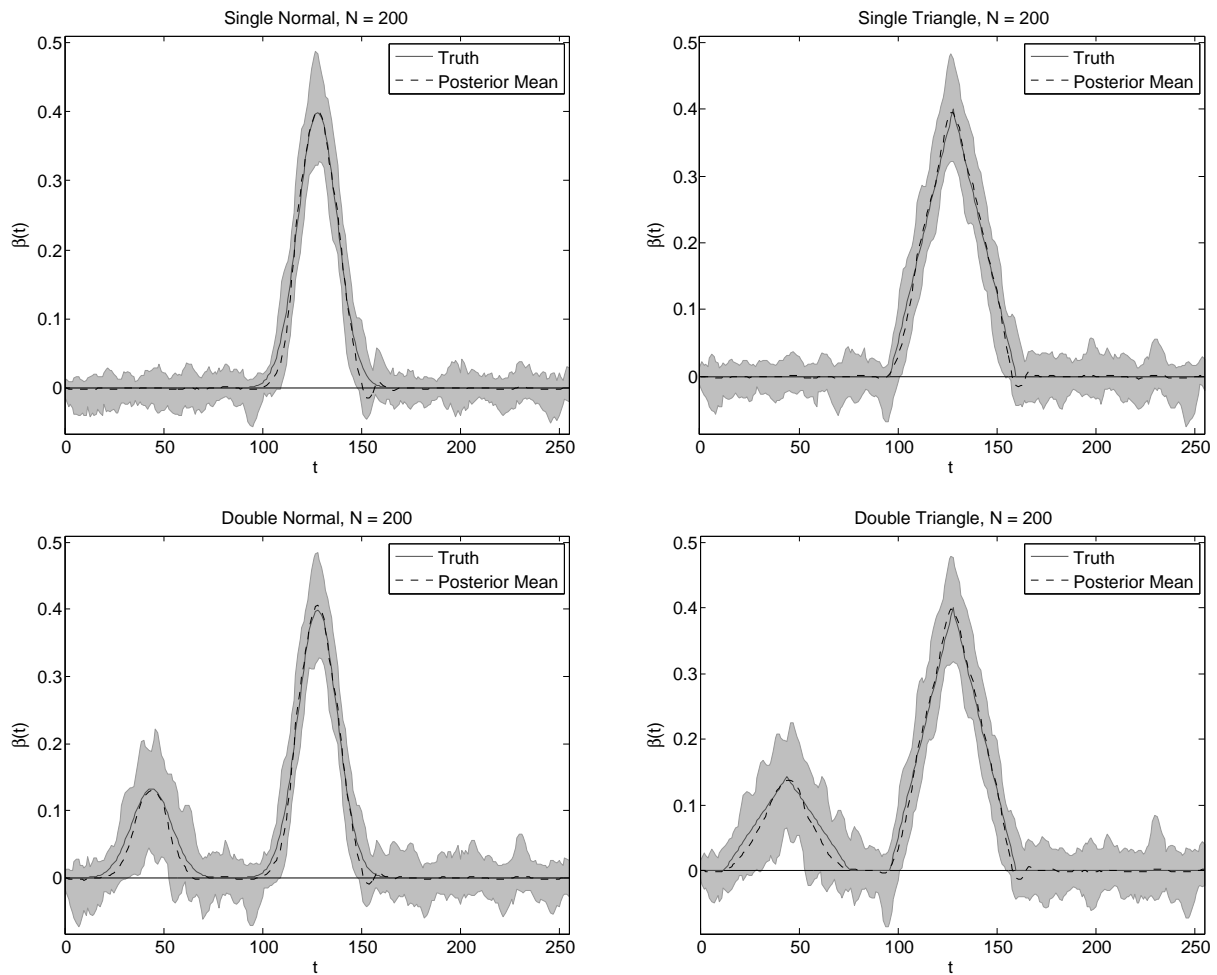 Single Normal, N = 200
0.5
0.4
0.3
0.2
0.1
0
β(t)
0 50 100 150 200 250
t
Truth
Posterior Mean
Single Triangle, N = 200
0.5
0.4
0.3
0.2
0.1
0
β(t)
0 50 100 150 200 250
t
Truth
Posterior Mean
Double Normal, N = 200
0.5
0.4
0.3
0.2
0.1
0
β(t)
0 50 100 150 200 250
t
Truth
Posterior Mean
Double Triangle, N = 200
0.5
0.4
0.3
0.2
0.1
0
β(t)
0 50 100 150 200 250
t
Truth
Posterior Mean